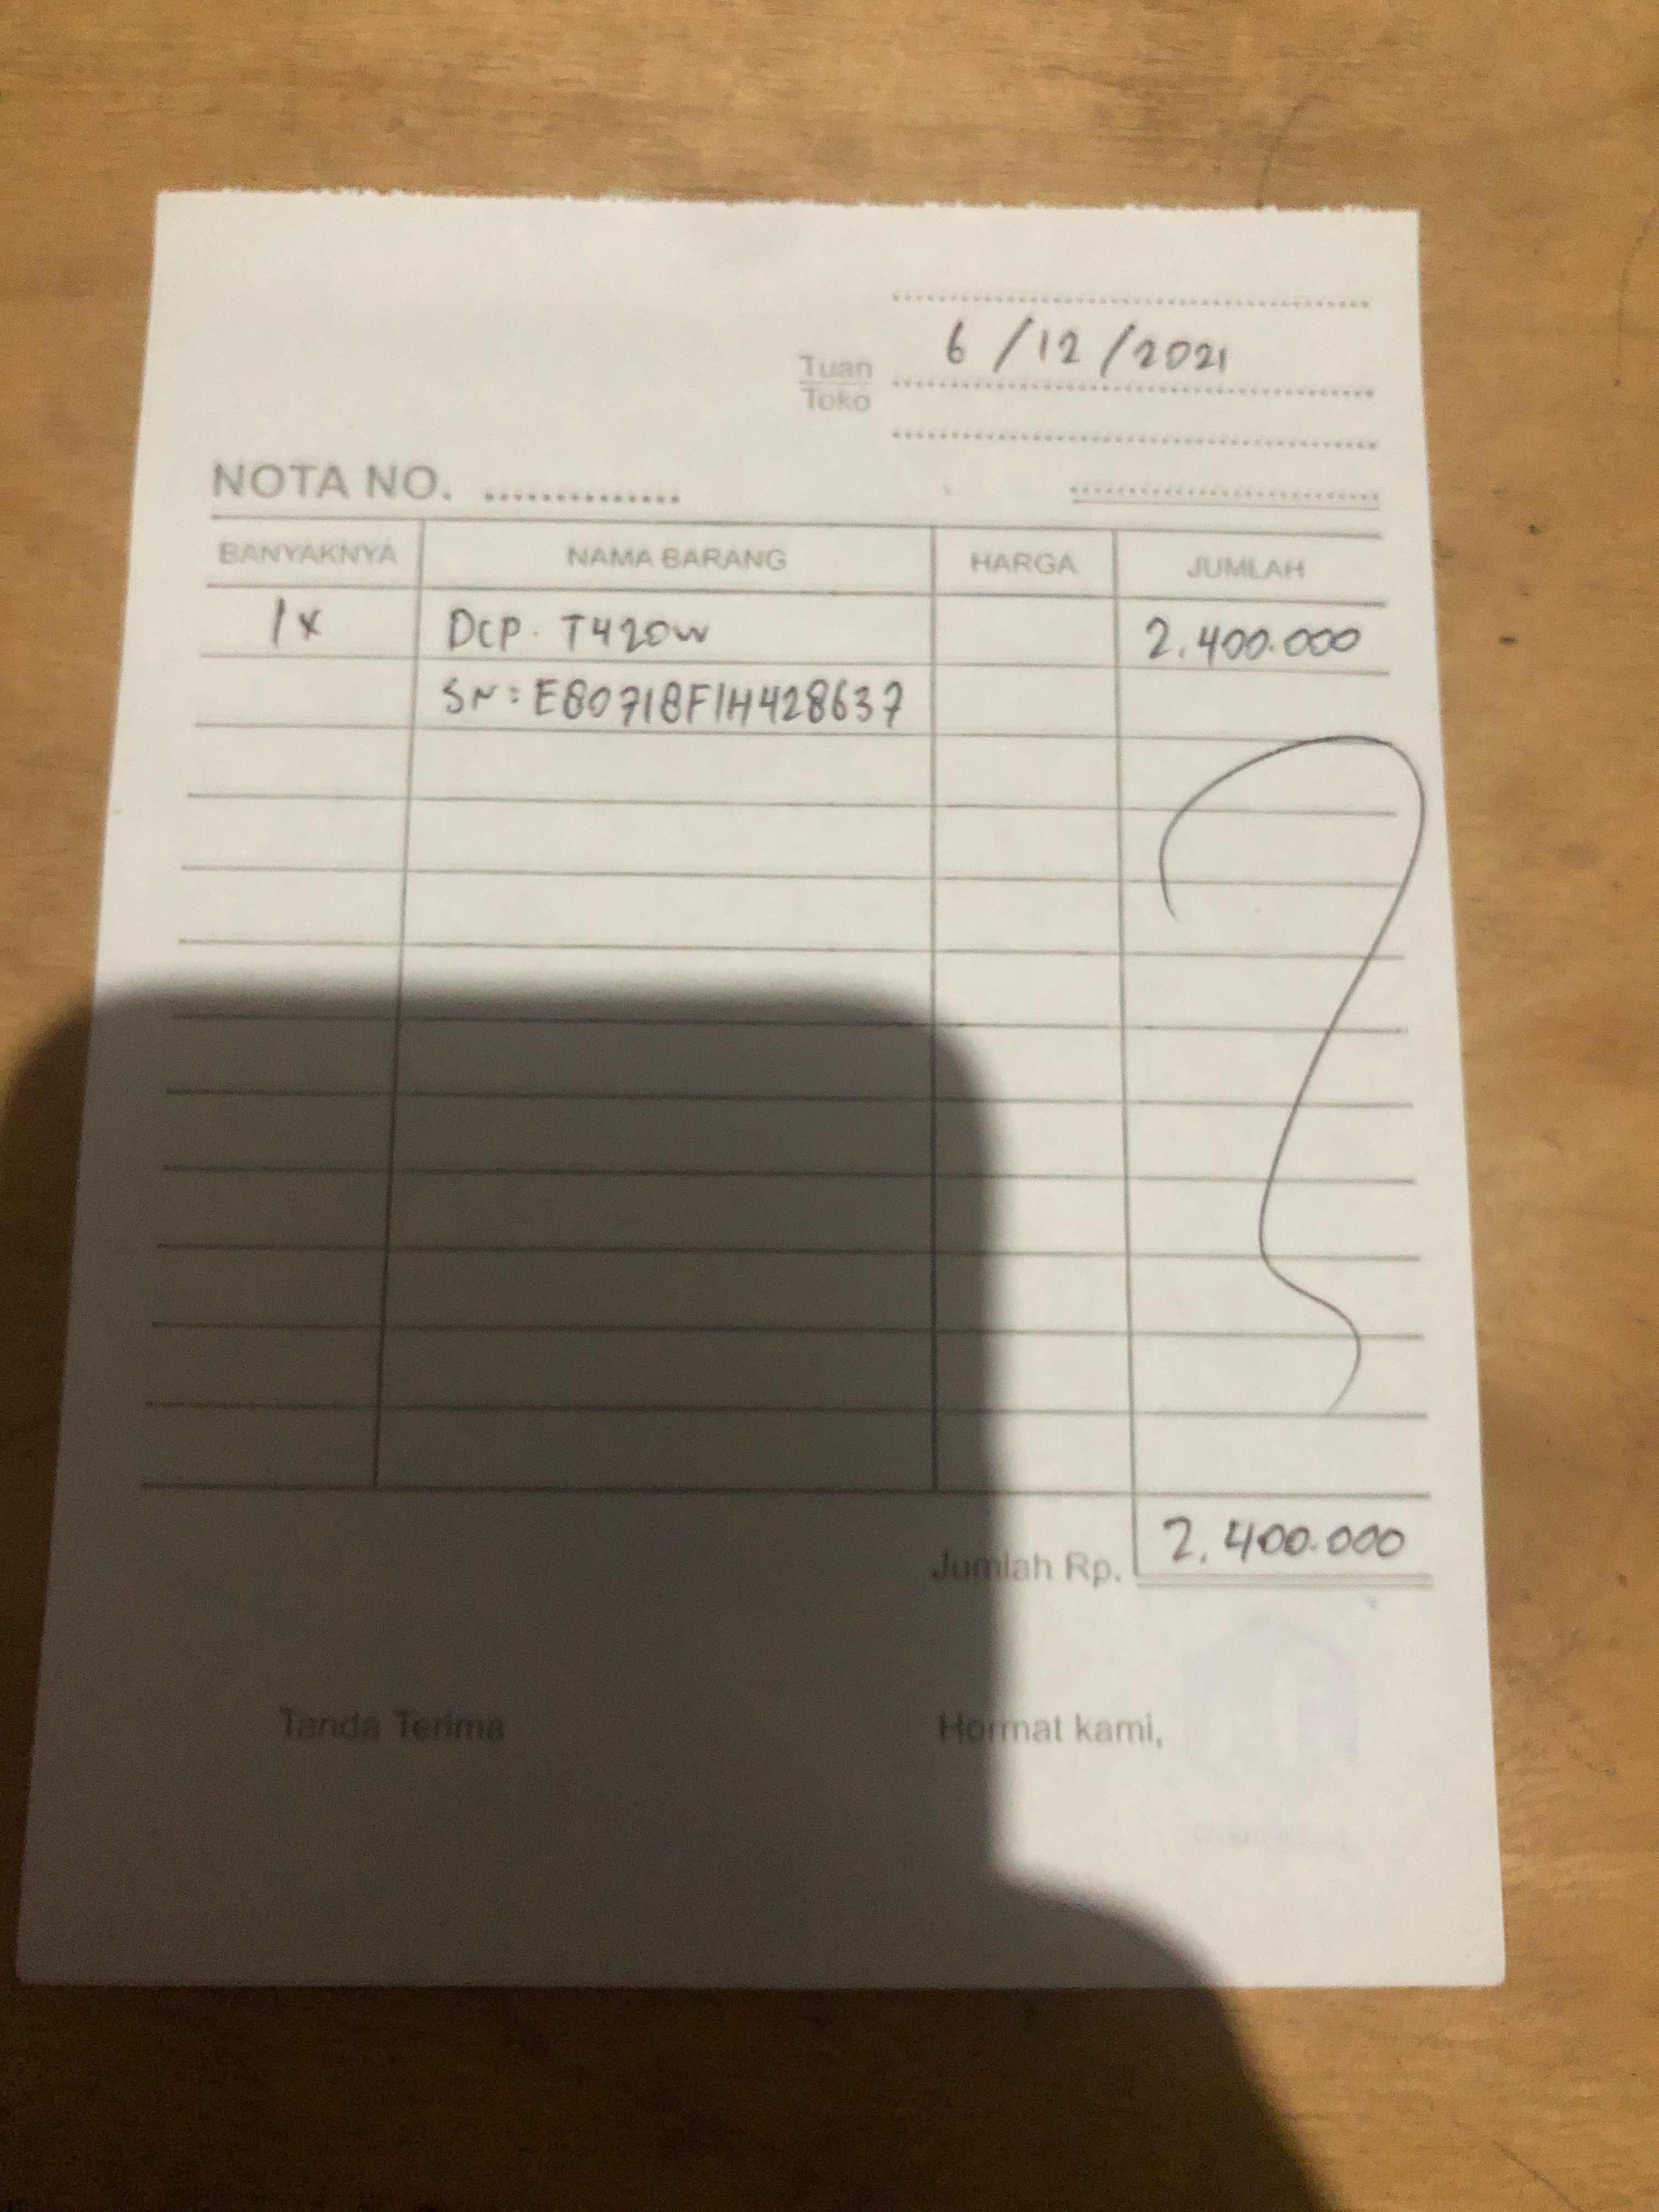 6/12/2021
Tuan
Toko
NOTA NO. ..............
BANYAKNYA NAMA BARANG HARGA JUMLAH
1x DCP. T420W 2.400.000
SN: E80718F1H428637
Jumlah Rp. 2.400.000
Tanda Terima Hormat kami,